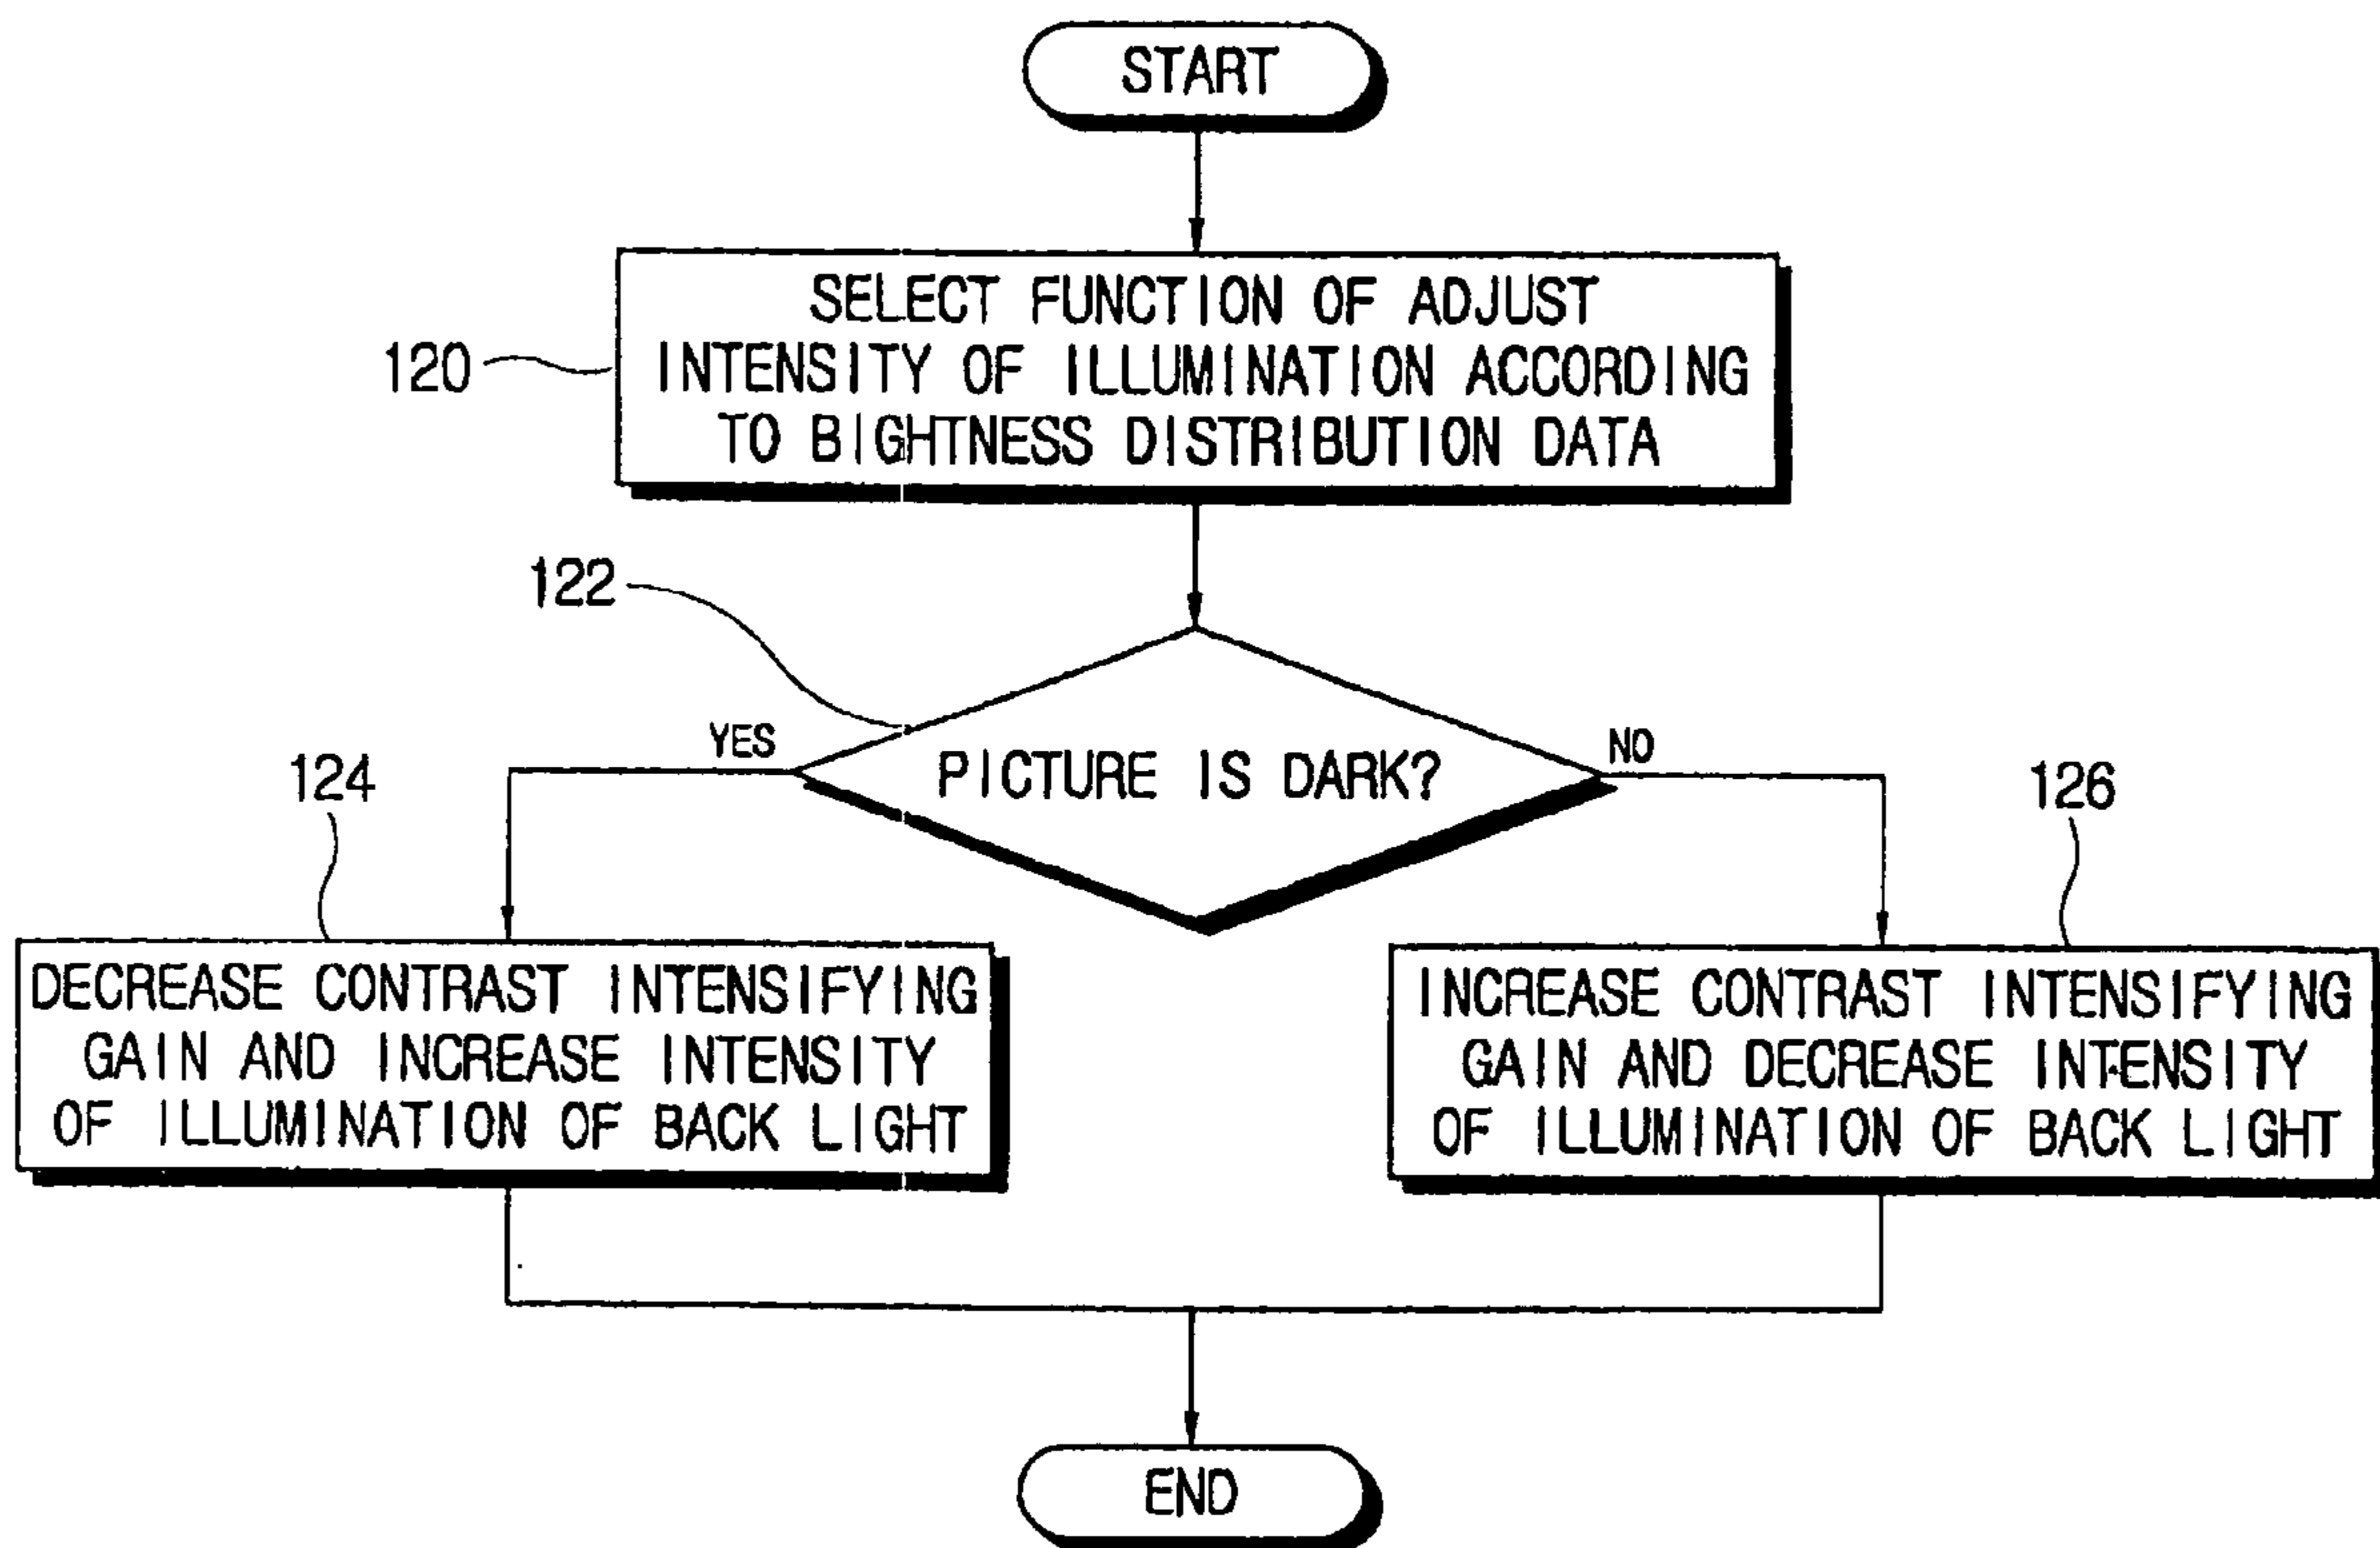 START
120
SELECT FUNCTION OF ADJUST
INTENSITY OF ILLUMINATION ACCORDING
TO BIGHTNESS DISTRIBUTION DATA
122
PICTURE IS DARK?
YES
NO
124
DECREASE CONTRAST INTENSIFYING
GAIN AND INCREASE INTENSITY
OF ILLUMINATION OF BACK LIGHT
126
INCREASE CONTRAST INTENSIFYING
GAIN AND DECREASE INTENSITY
OF ILLUMINATION OF BACK LIGHT
END